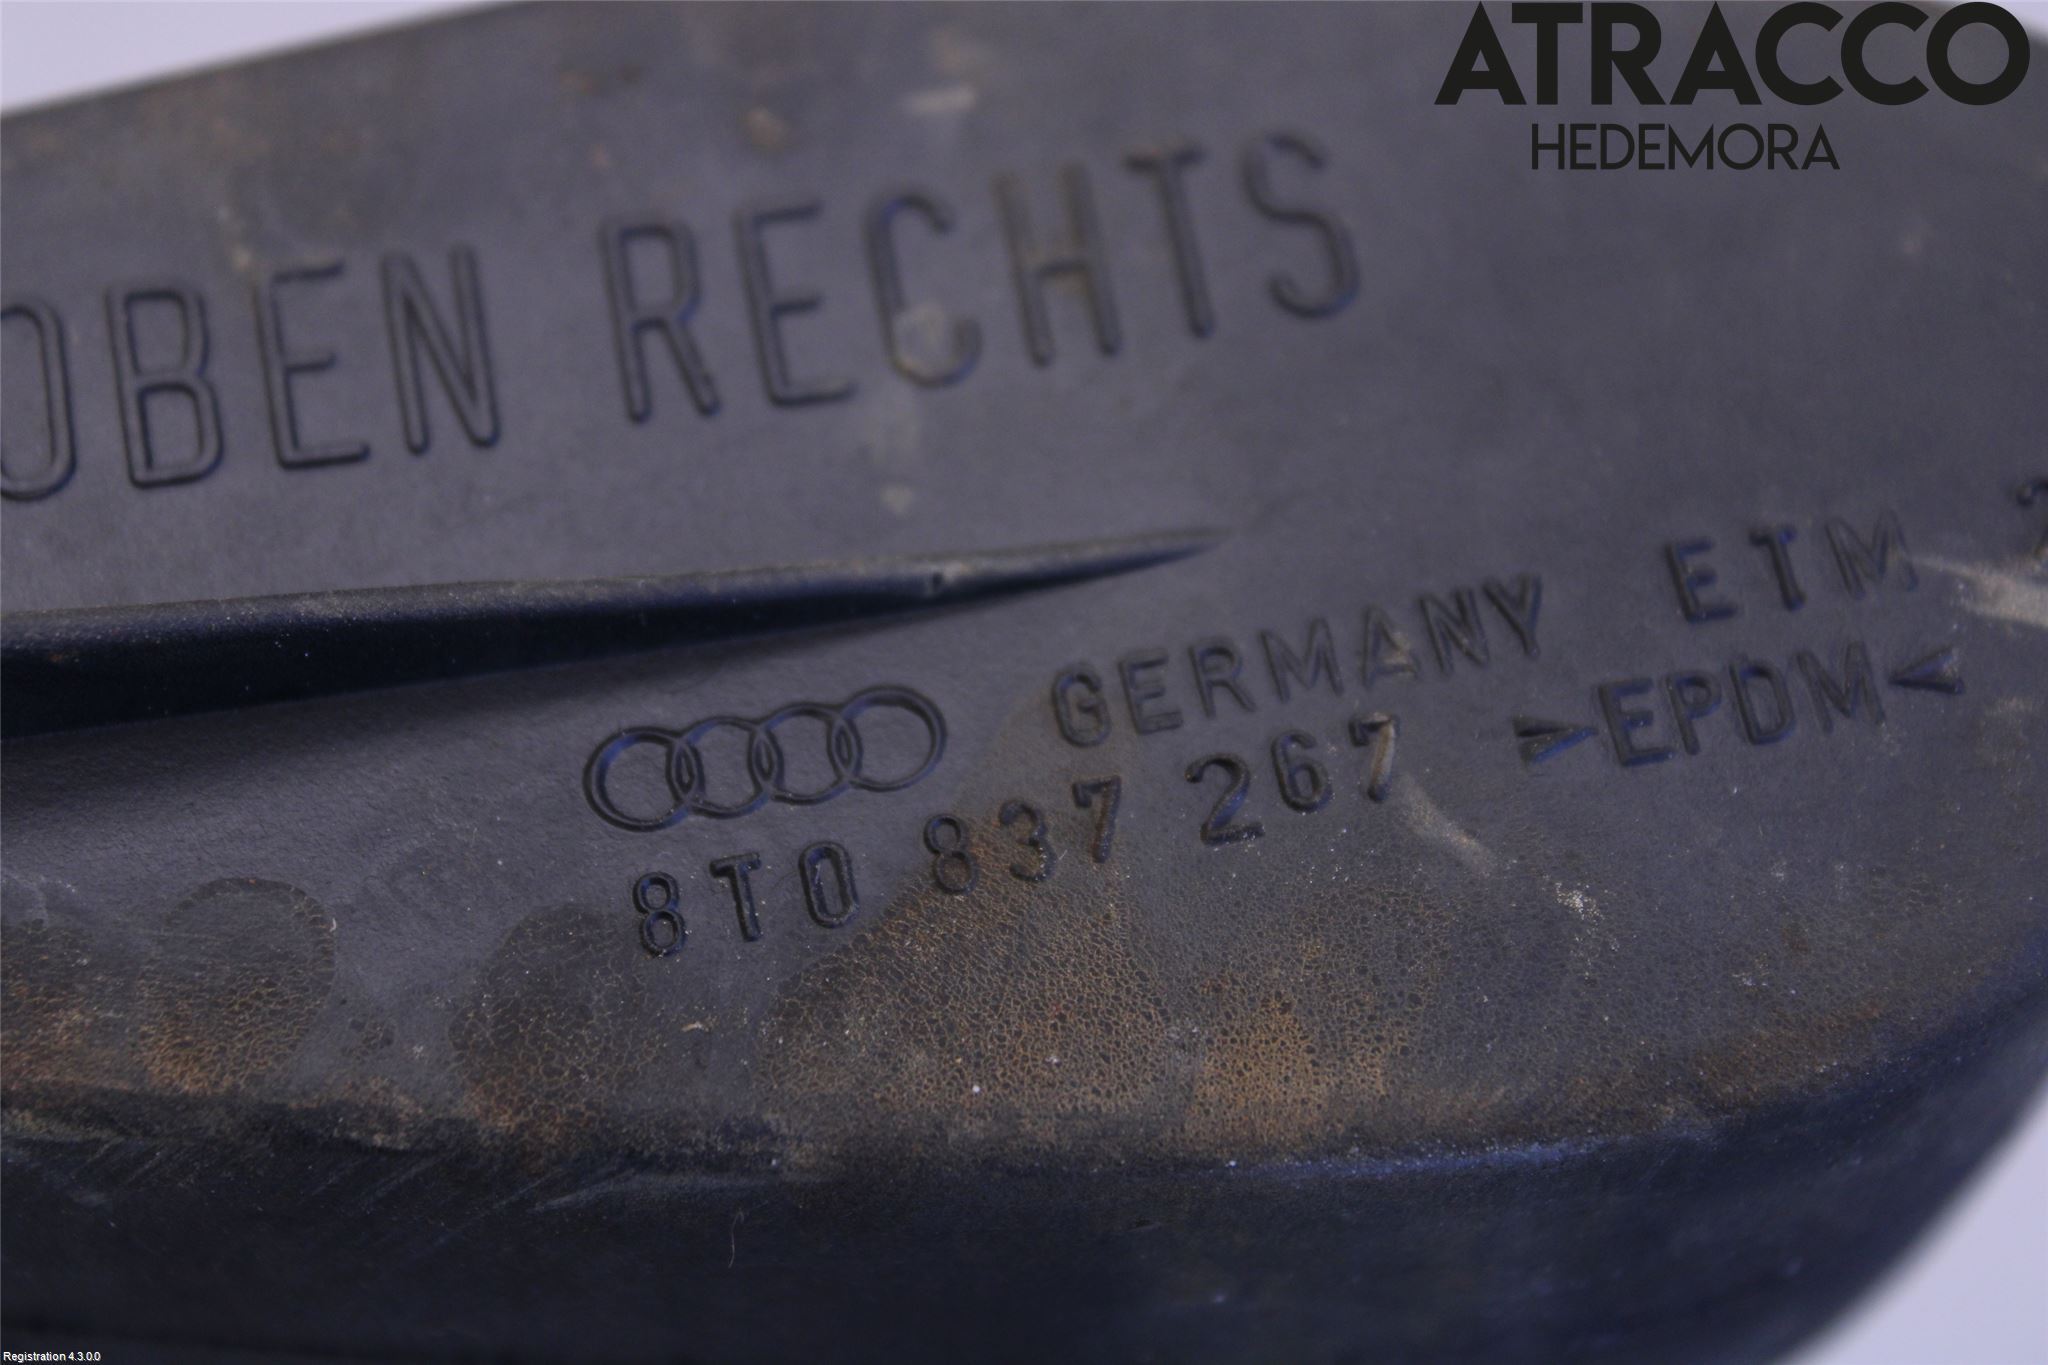 ATRACCO
HEDEMORA
OBEN RECHTS
GERMANY ETM
8T0 837 267 >EPDM<
Registration 4.3.0.0